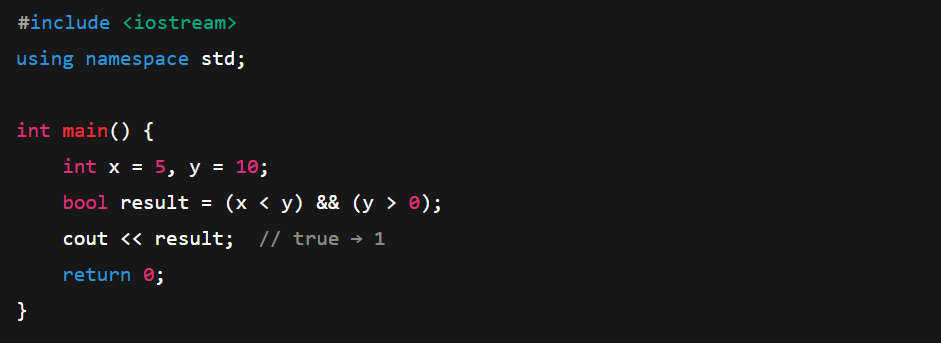 #include <iostream>
using namespace std;

int main() {
    int x = 5, y = 10;
    bool result = (x < y) && (y > 0);
    cout << result;  // true → 1
    return 0;
}